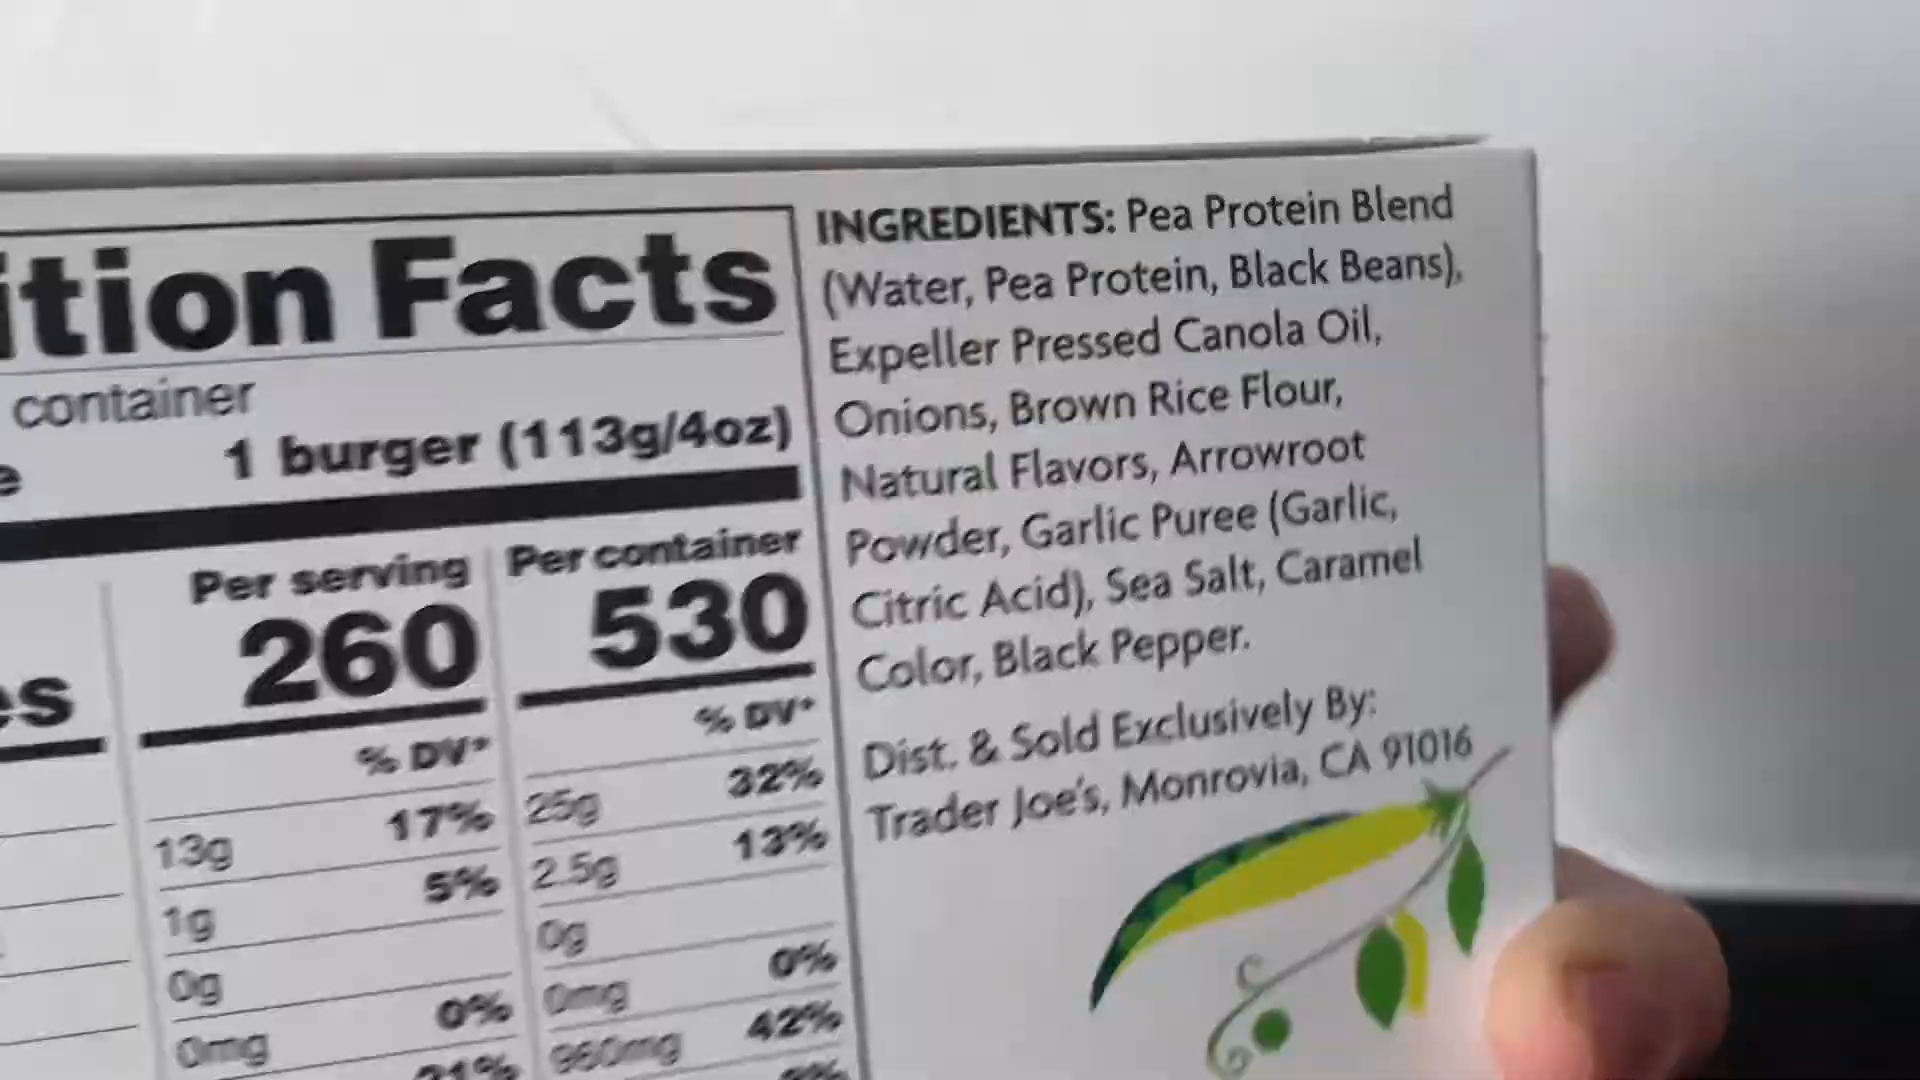 ition Facts
container
1 burger (113g/4oz)
Per serving Per container
es 260 530
% DV* % DV*
13g 17% 25g 32%
1g 5% 2.5g 13%
0g 0g
0mg 0% 0mg 0%
21% 960mg 42%
INGREDIENTS: Pea Protein Blend
(Water, Pea Protein, Black Beans),
Expeller Pressed Canola Oil,
Onions, Brown Rice Flour,
Natural Flavors, Arrowroot
Powder, Garlic Puree (Garlic,
Citric Acid), Sea Salt, Caramel
Color, Black Pepper.
Dist. & Sold Exclusively By:
Trader Joe's, Monrovia, CA 91016